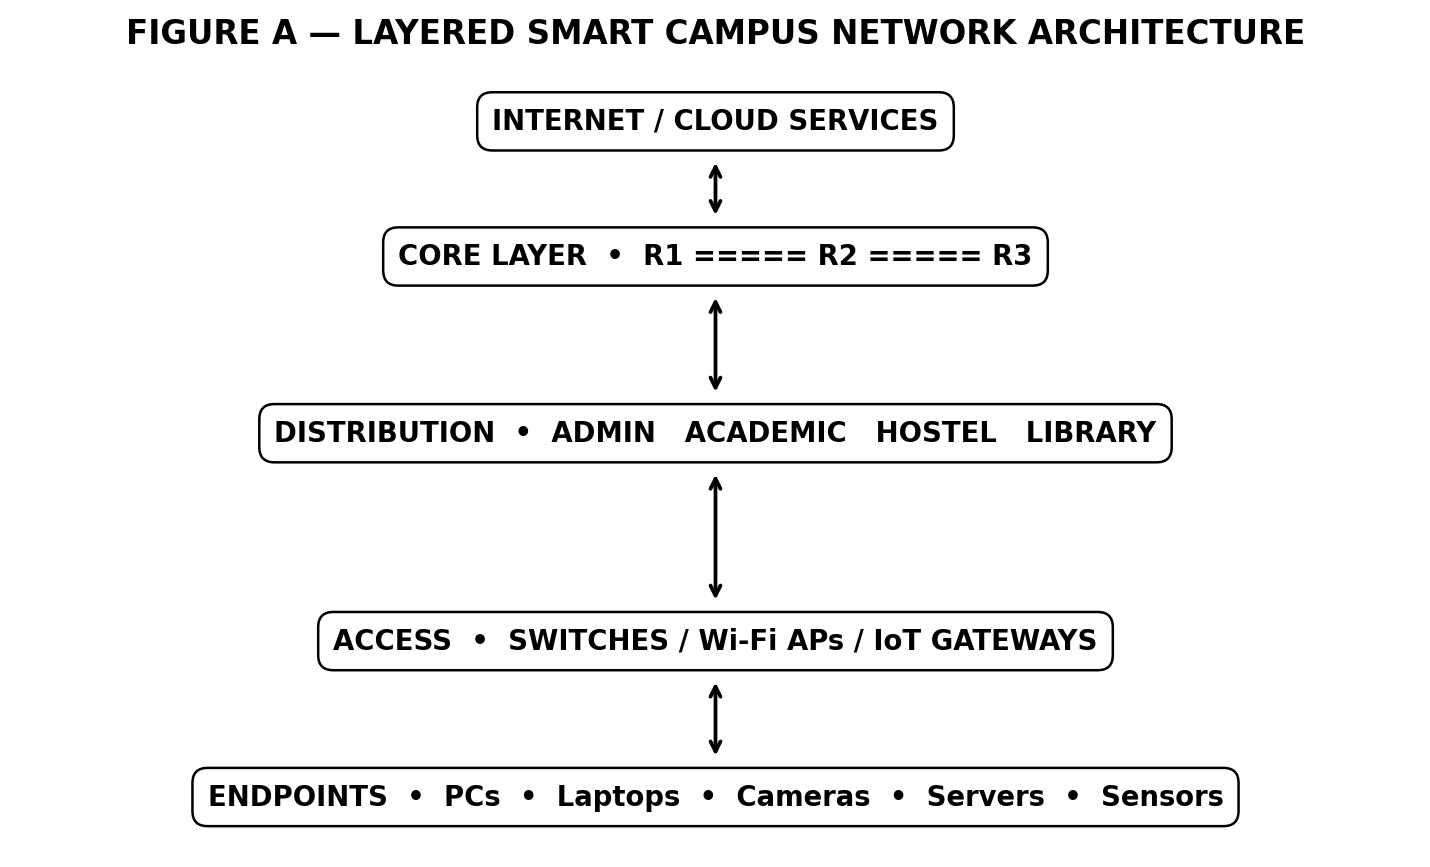 FIGURE A — LAYERED SMART CAMPUS NETWORK ARCHITECTURE
INTERNET / CLOUD SERVICES
CORE LAYER • R1 ===== R2 ===== R3
DISTRIBUTION • ADMIN ACADEMIC HOSTEL LIBRARY
ACCESS • SWITCHES / Wi-Fi APs / IoT GATEWAYS
ENDPOINTS • PCs • Laptops • Cameras • Servers • Sensors